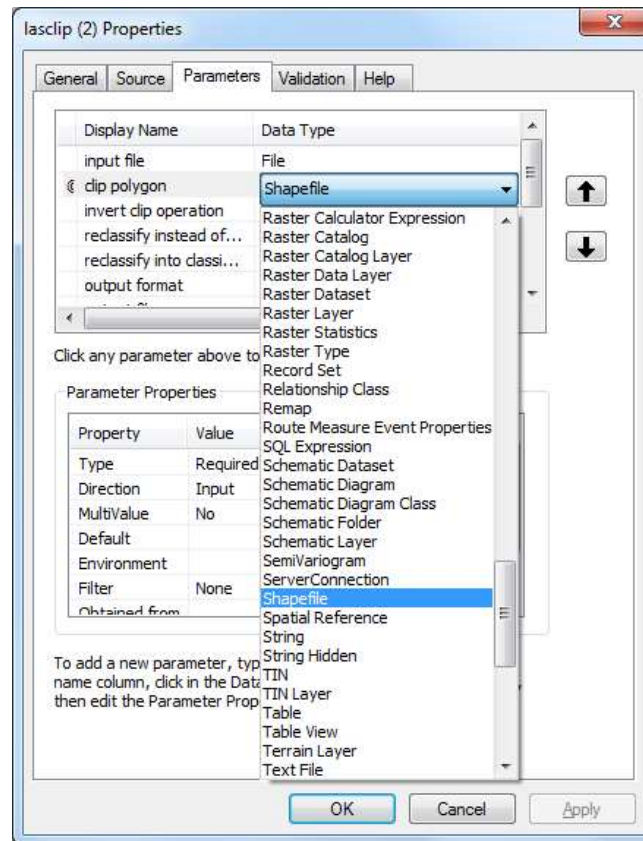 lasclip (2) Properties
General Source Parameters Validation Help
Display Name Data Type
input file File
clip polygon Shapefile
invert clip operation
reclassify instead of...
reclassify into classi...
output format
Raster Calculator Expression
Raster Catalog
Raster Catalog Layer
Raster Data Layer
Raster Dataset
Raster Layer
Raster Statistics
Raster Type
Record Set
Relationship Class
Remap
Route Measure Event Properties
SQL Expression
Schematic Dataset
Schematic Diagram
Schematic Diagram Class
Schematic Folder
Schematic Layer
SemiVariogram
ServerConnection
Shapefile
Spatial Reference
String
String Hidden
TIN
TIN Layer
Table
Table View
Terrain Layer
Text File
Click any parameter above to
Parameter Properties
Property Value
Type Required
Direction Input
MultiValue No
Default
Environment
Filter None
Obtained from
To add a new parameter, typ
name column, click in the Data
then edit the Parameter Prop
OK Cancel Apply